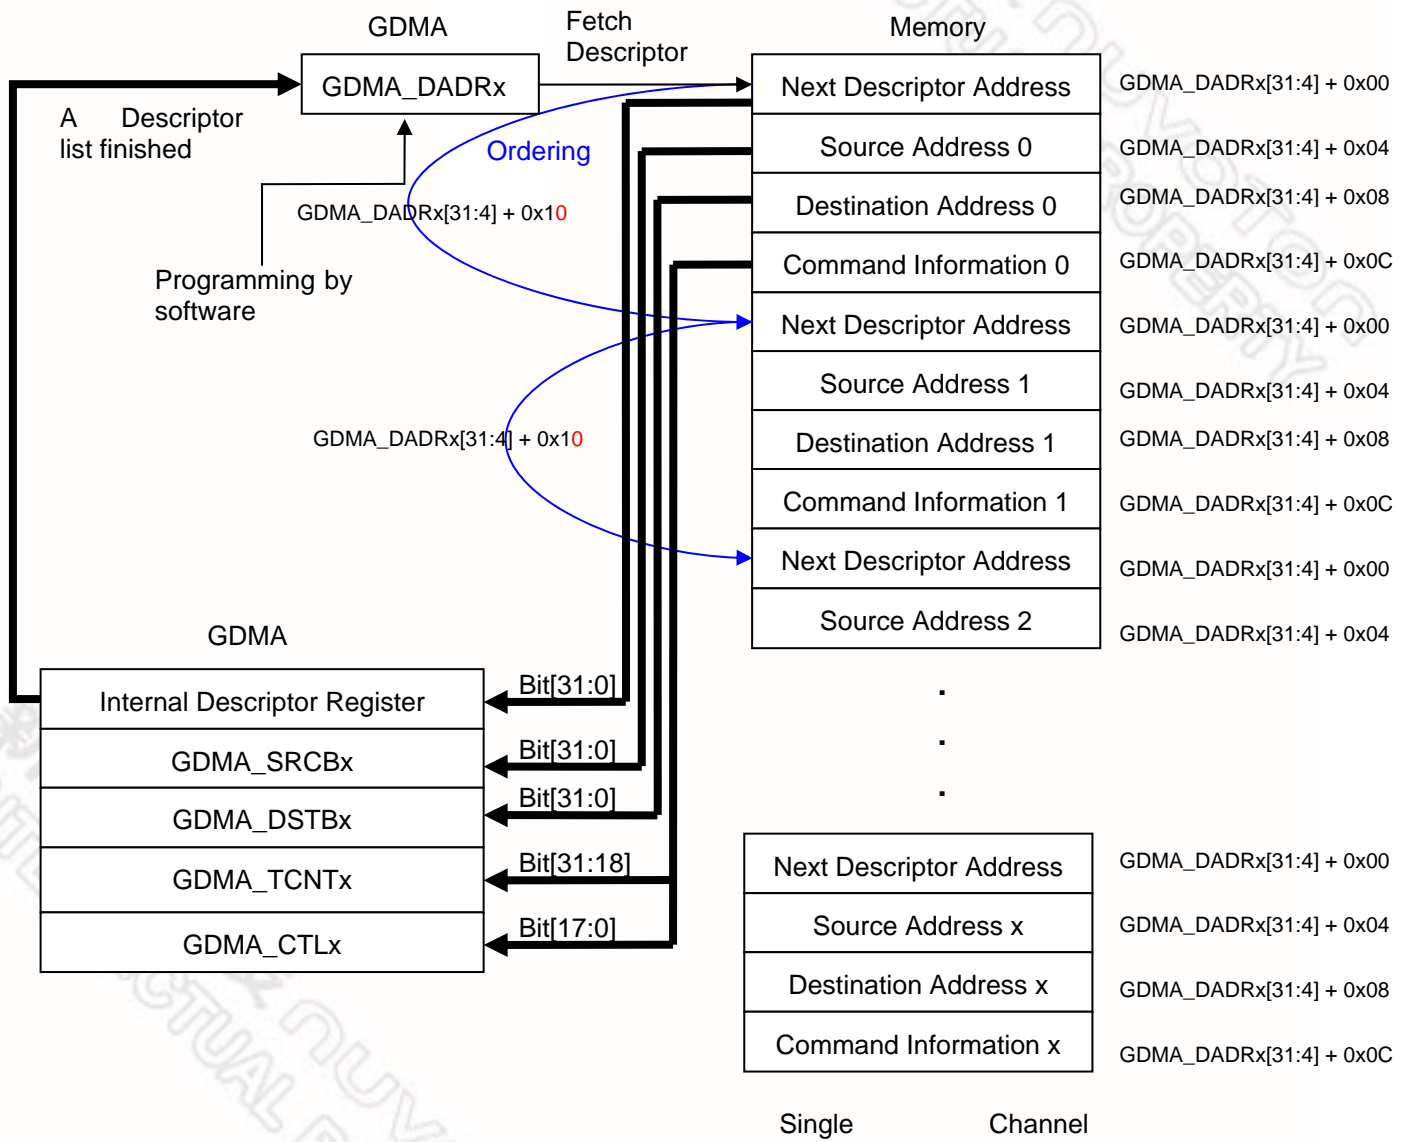 GDMA
Fetch
Descriptor
Memory
GDMA_DADRx
A Descriptor
list finished
Ordering
GDMA_DADRx[31:4] + 0x10
Programming by
software
GDMA_DADRx[31:4] + 0x10
Next Descriptor Address
GDMA_DADRx[31:4] + 0x00
Source Address 0
GDMA_DADRx[31:4] + 0x04
Destination Address 0
GDMA_DADRx[31:4] + 0x08
Command Information 0
GDMA_DADRx[31:4] + 0x0C
Next Descriptor Address
GDMA_DADRx[31:4] + 0x00
Source Address 1
GDMA_DADRx[31:4] + 0x04
Destination Address 1
GDMA_DADRx[31:4] + 0x08
Command Information 1
GDMA_DADRx[31:4] + 0x0C
Next Descriptor Address
GDMA_DADRx[31:4] + 0x00
Source Address 2
GDMA_DADRx[31:4] + 0x04
.
.
.
GDMA
Internal Descriptor Register
Bit[31:0]
GDMA_SRCBx
Bit[31:0]
GDMA_DSTBx
Bit[31:0]
GDMA_TCNTx
Bit[31:18]
GDMA_CTLx
Bit[17:0]
Next Descriptor Address
GDMA_DADRx[31:4] + 0x00
Source Address x
GDMA_DADRx[31:4] + 0x04
Destination Address x
GDMA_DADRx[31:4] + 0x08
Command Information x
GDMA_DADRx[31:4] + 0x0C
Single Channel